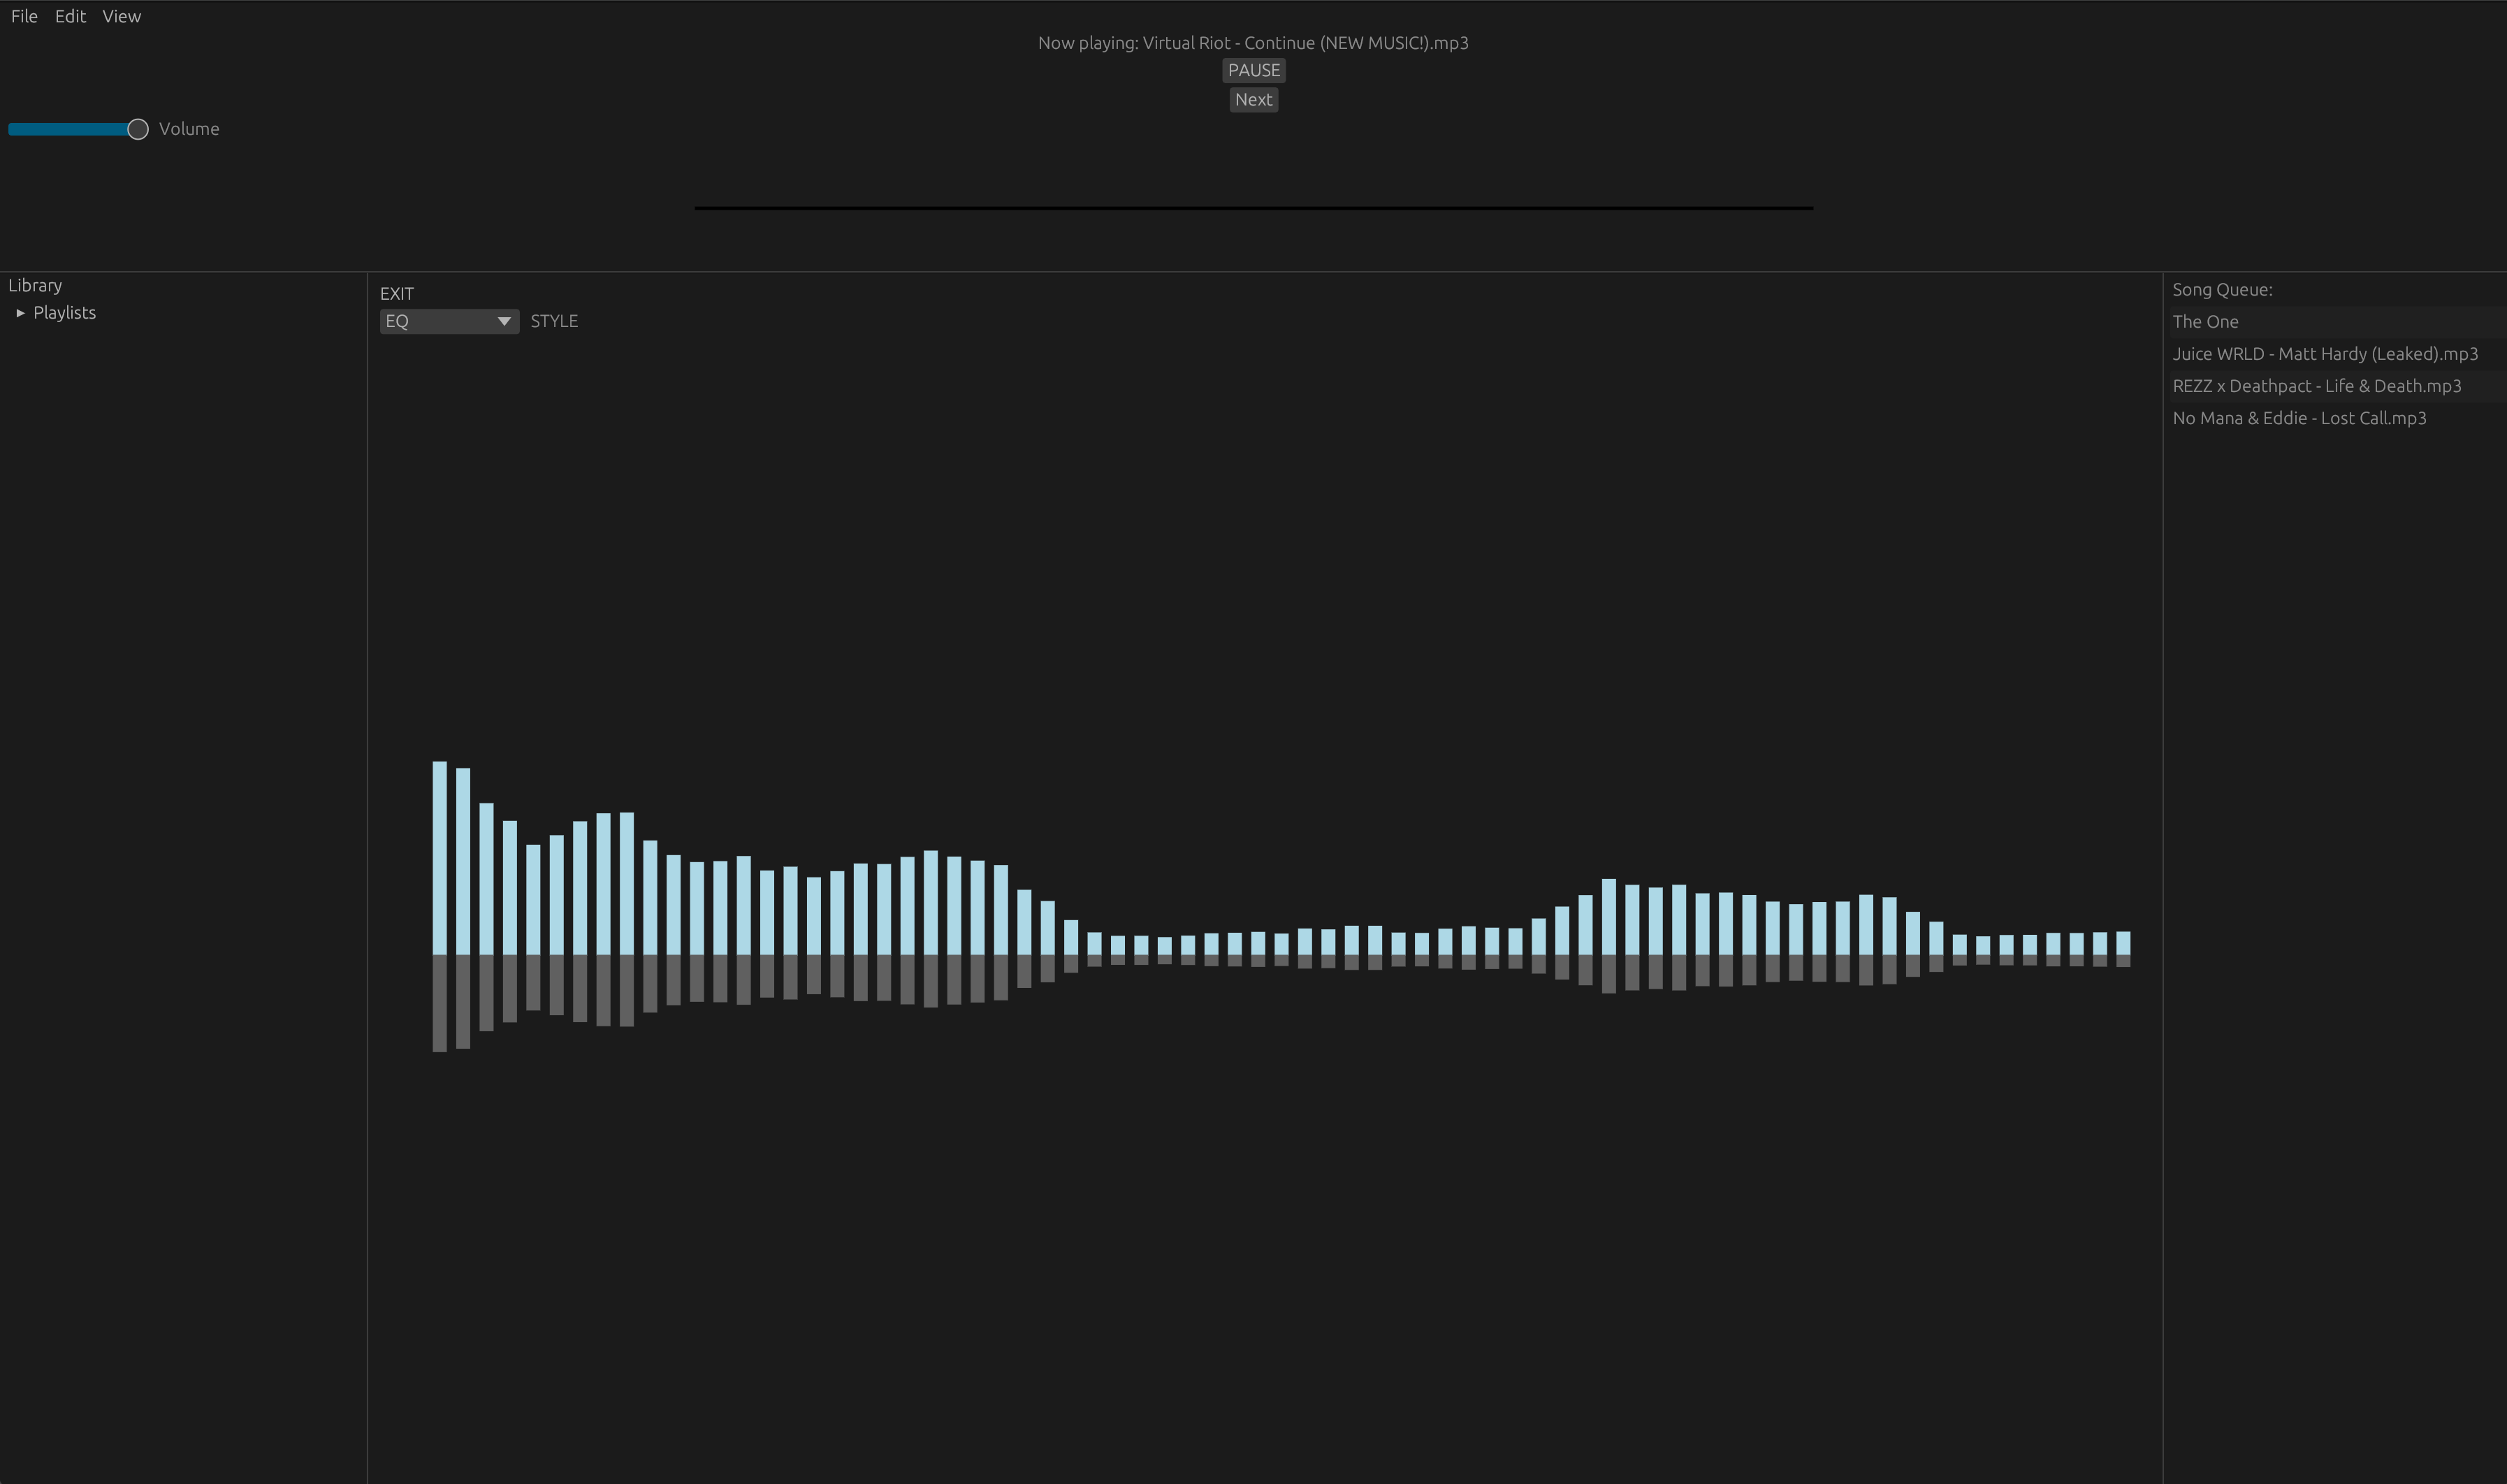 File Edit View
Now playing: Virtual Riot - Continue (NEW MUSIC!).mp3
PAUSE
Next
Volume
Library
Playlists
EXIT
EQ STYLE
Song Queue:
The One
Juice WRLD - Matt Hardy (Leaked).mp3
REZZ x Deathpact - Life & Death.mp3
No Mana & Eddie - Lost Call.mp3